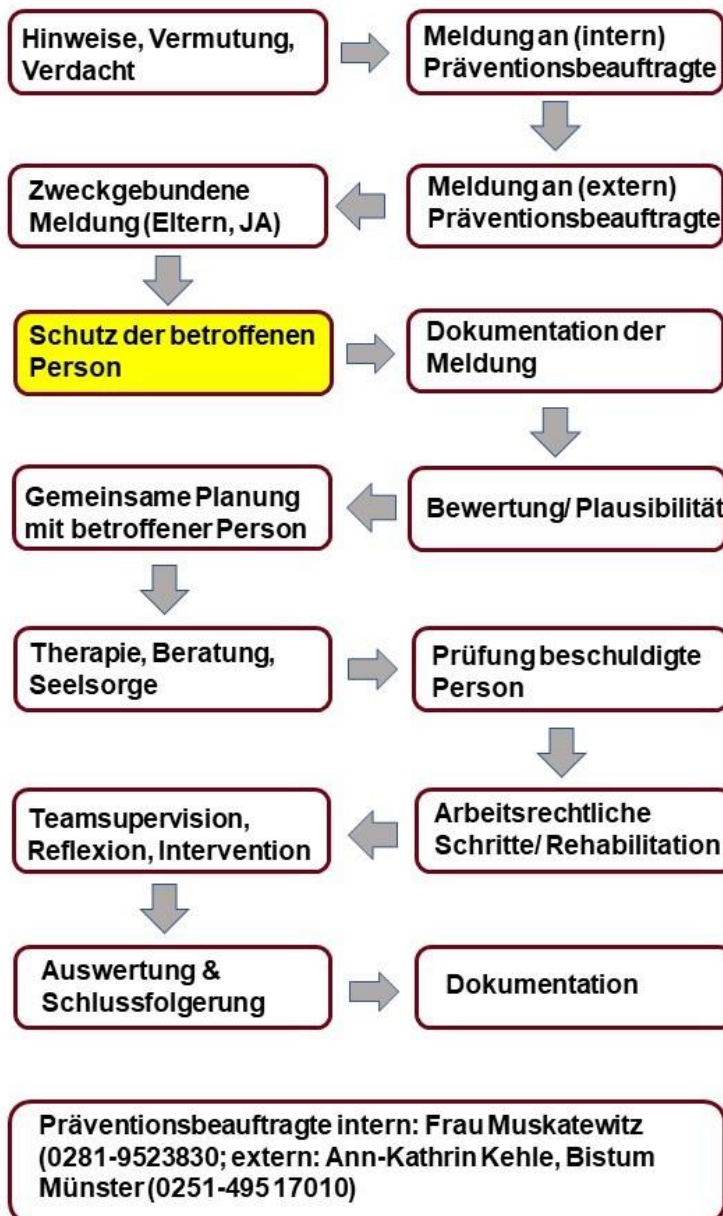 Hinweise, Vermutung,
Verdacht
Meldung an (intern)
Präventionsbeauftragte
Meldung an (extern)
Präventionsbeauftragte
Zweckgebundene
Meldung (Eltern, JA)
Schutz der betroffenen
Person
Dokumentation der
Meldung
Bewertung/ Plausibilität
Gemeinsame Planung
mit betroffener Person
Therapie, Beratung,
Seelsorge
Prüfung beschuldigte
Person
Arbeitsrechtliche
Schritte/ Rehabilitation
Teamsupervision,
Reflexion, Intervention
Auswertung &
Schlussfolgerung
Dokumentation
Präventionsbeauftragte intern: Frau Muskatewitz
(0281-9523830; extern: Ann-Kathrin Kehle, Bistum
Münster (0251-49517010)